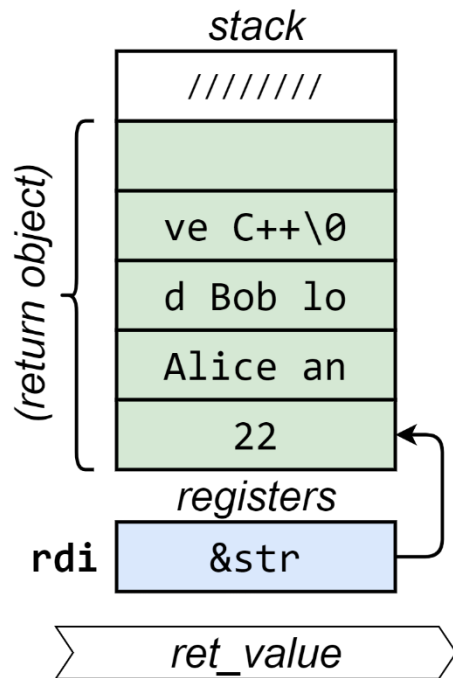 stack
////////
(return object)
ve C++\0
d Bob lo
Alice an
22
registers
rdi &str
ret_value